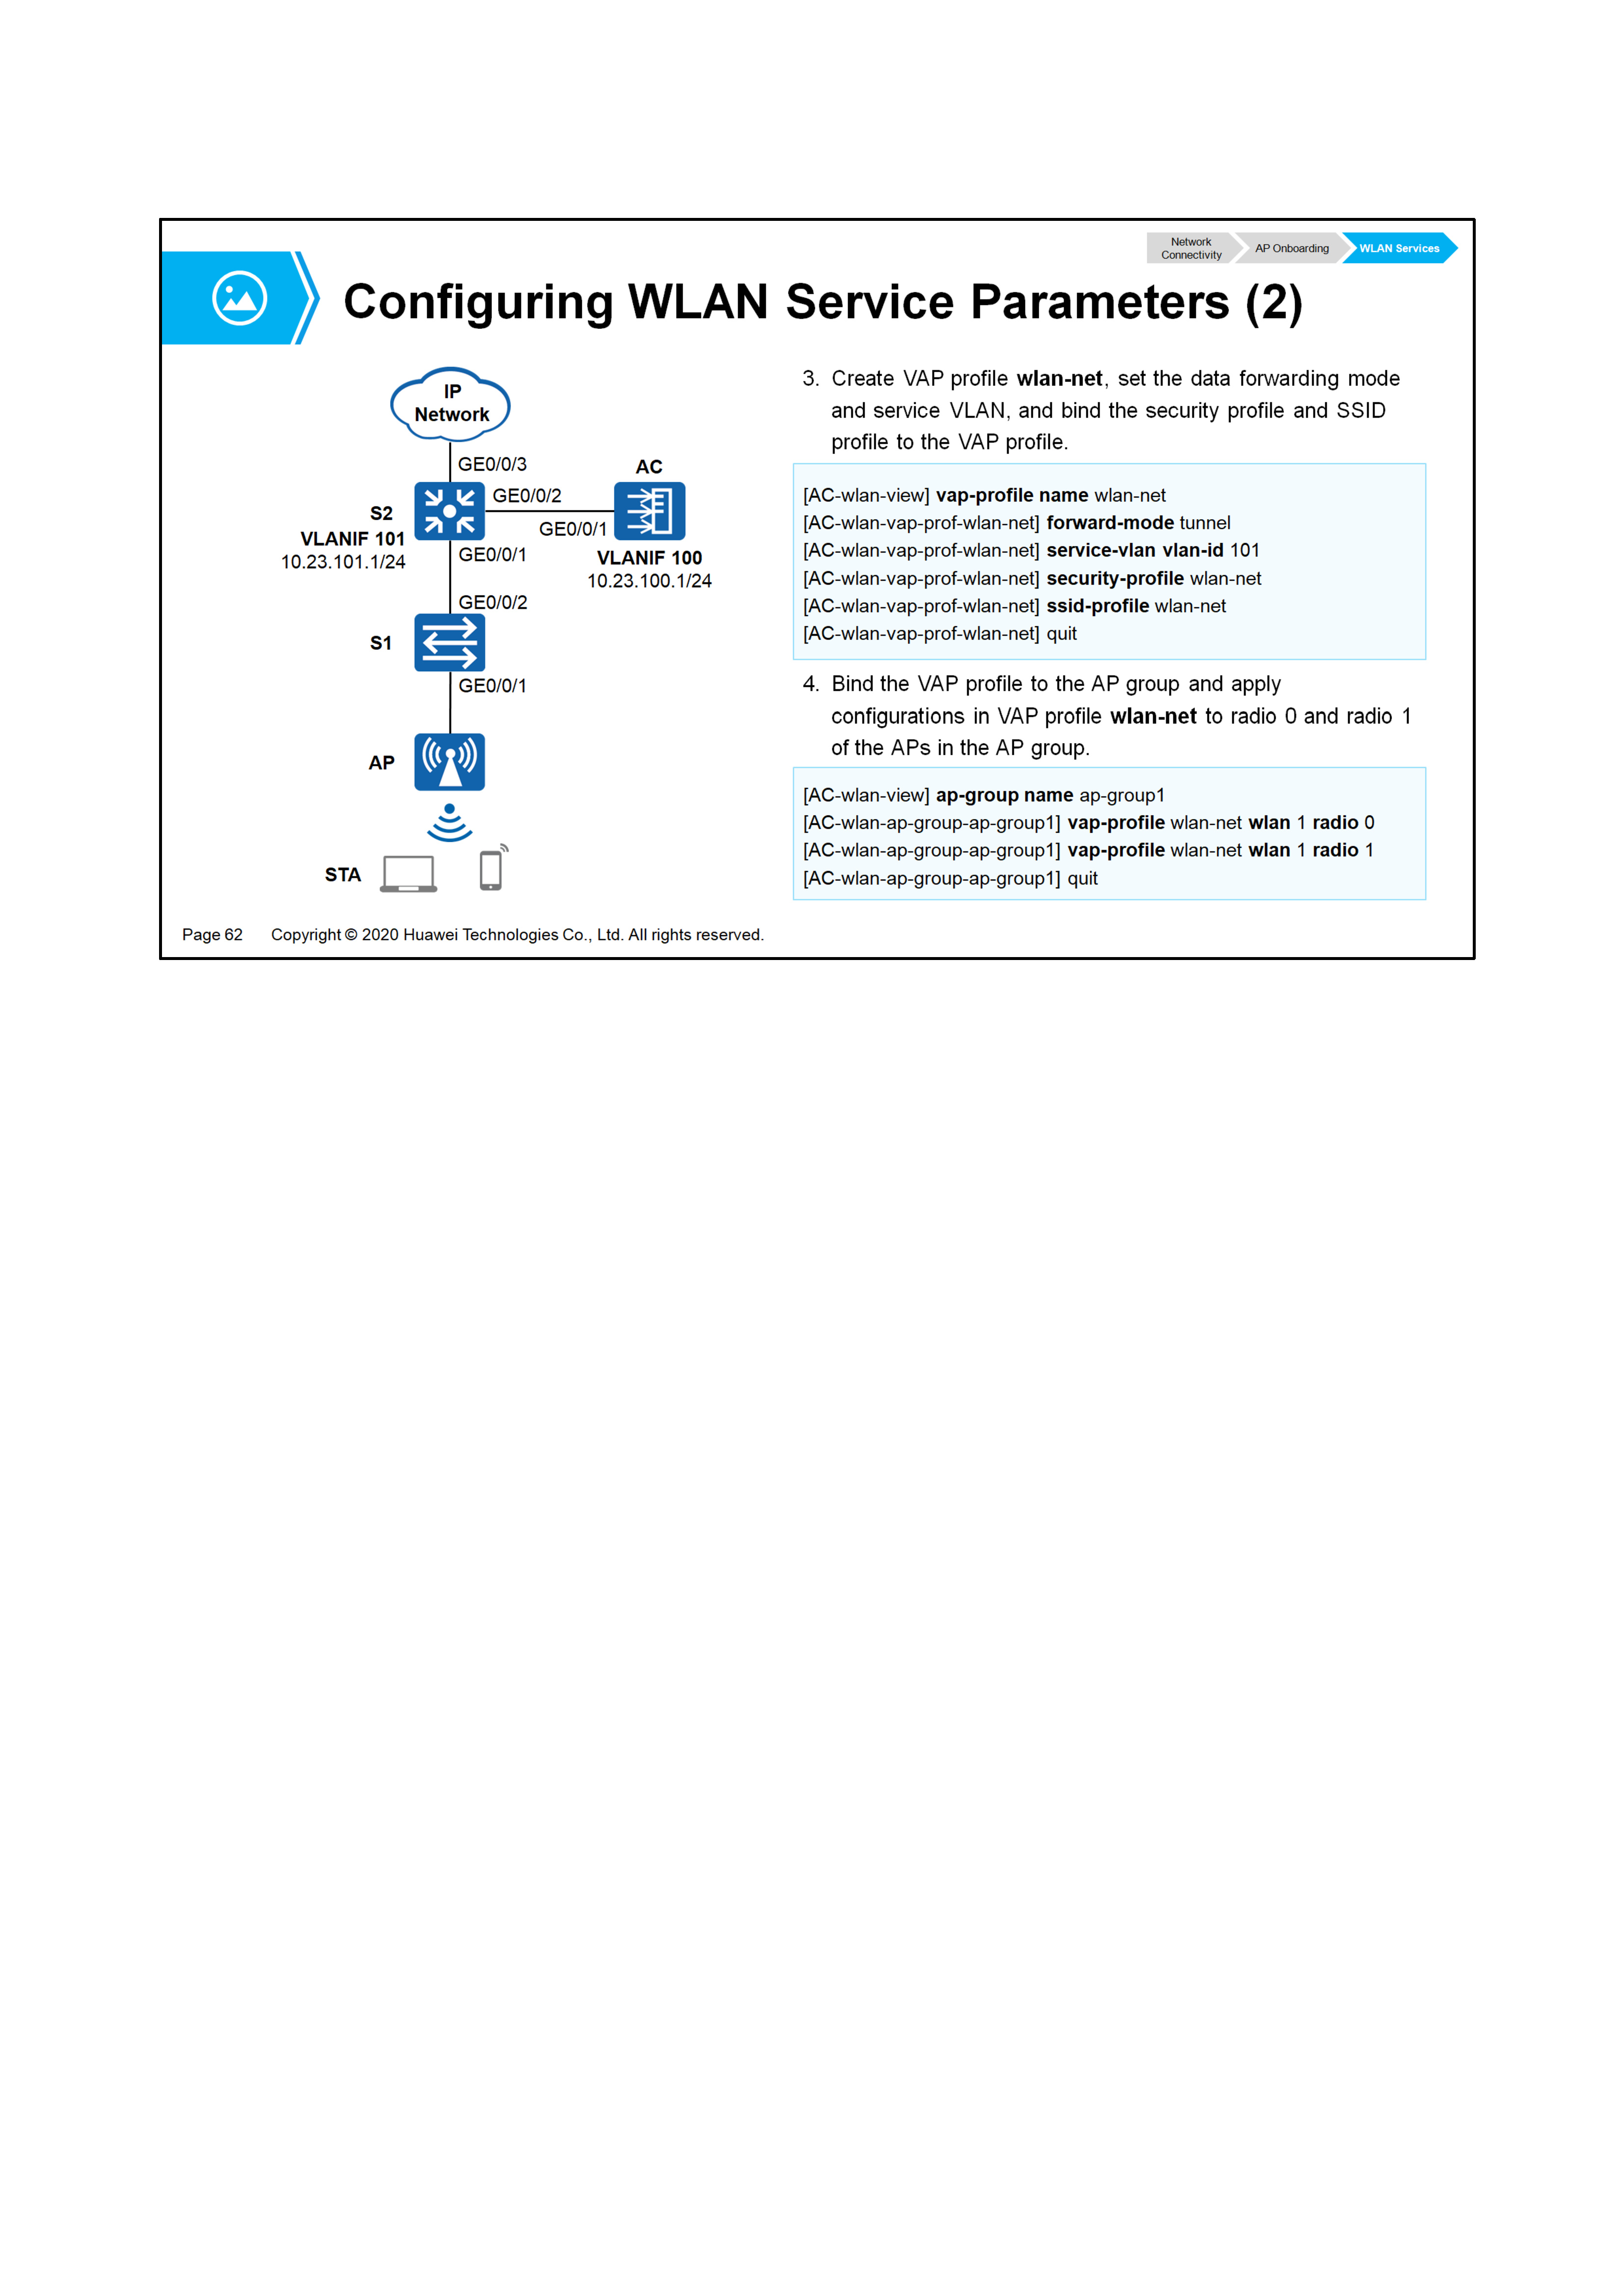 Network
Connectivity
AP Onboarding
WLAN Services
Configuring WLAN Service Parameters (2)
IP
Network
GE0/0/3
AC
GE0/0/2
S2
GE0/0/1
VLANIF 101
10.23.101.1/24
GE0/0/1
VLANIF 100
10.23.100.1/24
GE0/0/2
S1
GE0/0/1
AP
STA
3. Create VAP profile wlan-net, set the data forwarding mode
and service VLAN, and bind the security profile and SSID
profile to the VAP profile.
[AC-wlan-view] vap-profile name wlan-net
[AC-wlan-vap-prof-wlan-net] forward-mode tunnel
[AC-wlan-vap-prof-wlan-net] service-vlan vlan-id 101
[AC-wlan-vap-prof-wlan-net] security-profile wlan-net
[AC-wlan-vap-prof-wlan-net] ssid-profile wlan-net
[AC-wlan-vap-prof-wlan-net] quit
4. Bind the VAP profile to the AP group and apply
configurations in VAP profile wlan-net to radio 0 and radio 1
of the APs in the AP group.
[AC-wlan-view] ap-group name ap-group1
[AC-wlan-ap-group-ap-group1] vap-profile wlan-net wlan 1 radio 0
[AC-wlan-ap-group-ap-group1] vap-profile wlan-net wlan 1 radio 1
[AC-wlan-ap-group-ap-group1] quit
Page 62 Copyright © 2020 Huawei Technologies Co., Ltd. All rights reserved.